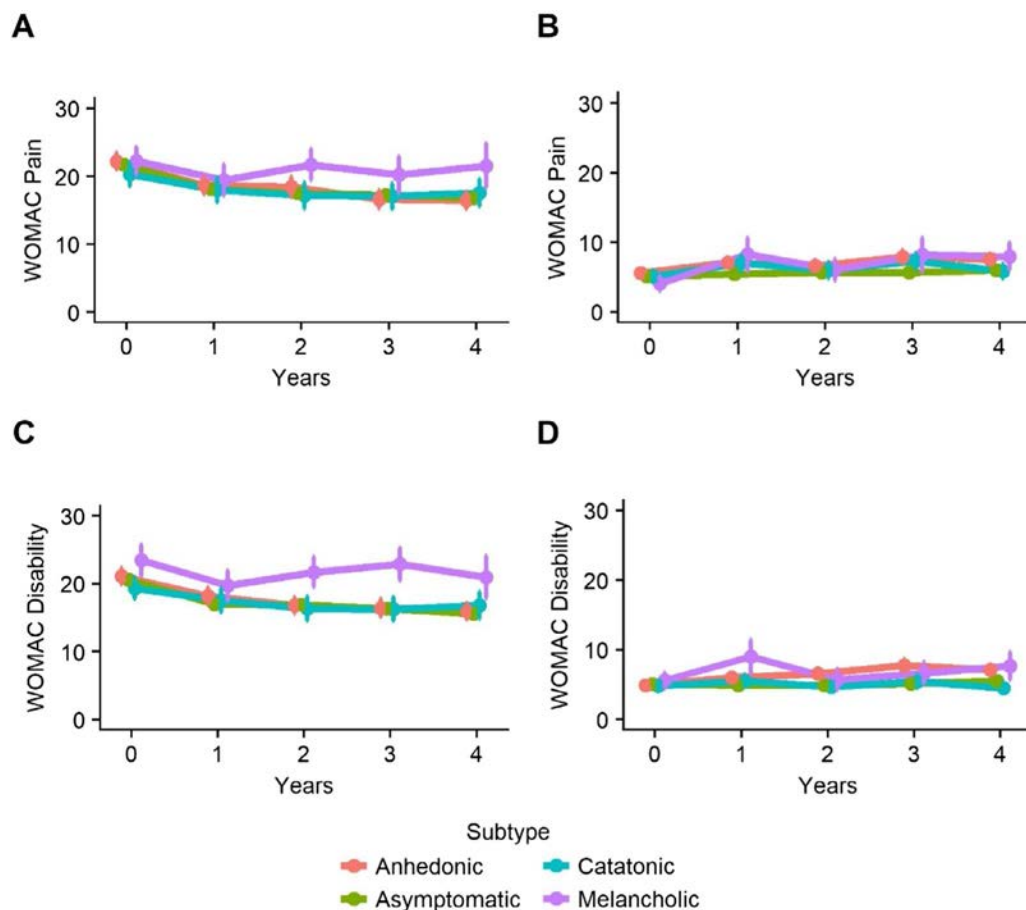 A
B
WOMAC Pain
30
20
10
0
0 1 2 3 4
Years
WOMAC Pain
30
20
10
0
0 1 2 3 4
Years
C
D
WOMAC Disability
30
20
10
0
0 1 2 3 4
Years
WOMAC Disability
30
20
10
0
0 1 2 3 4
Years
Subtype
Anhedonic Catatonic
Asymptomatic Melancholic